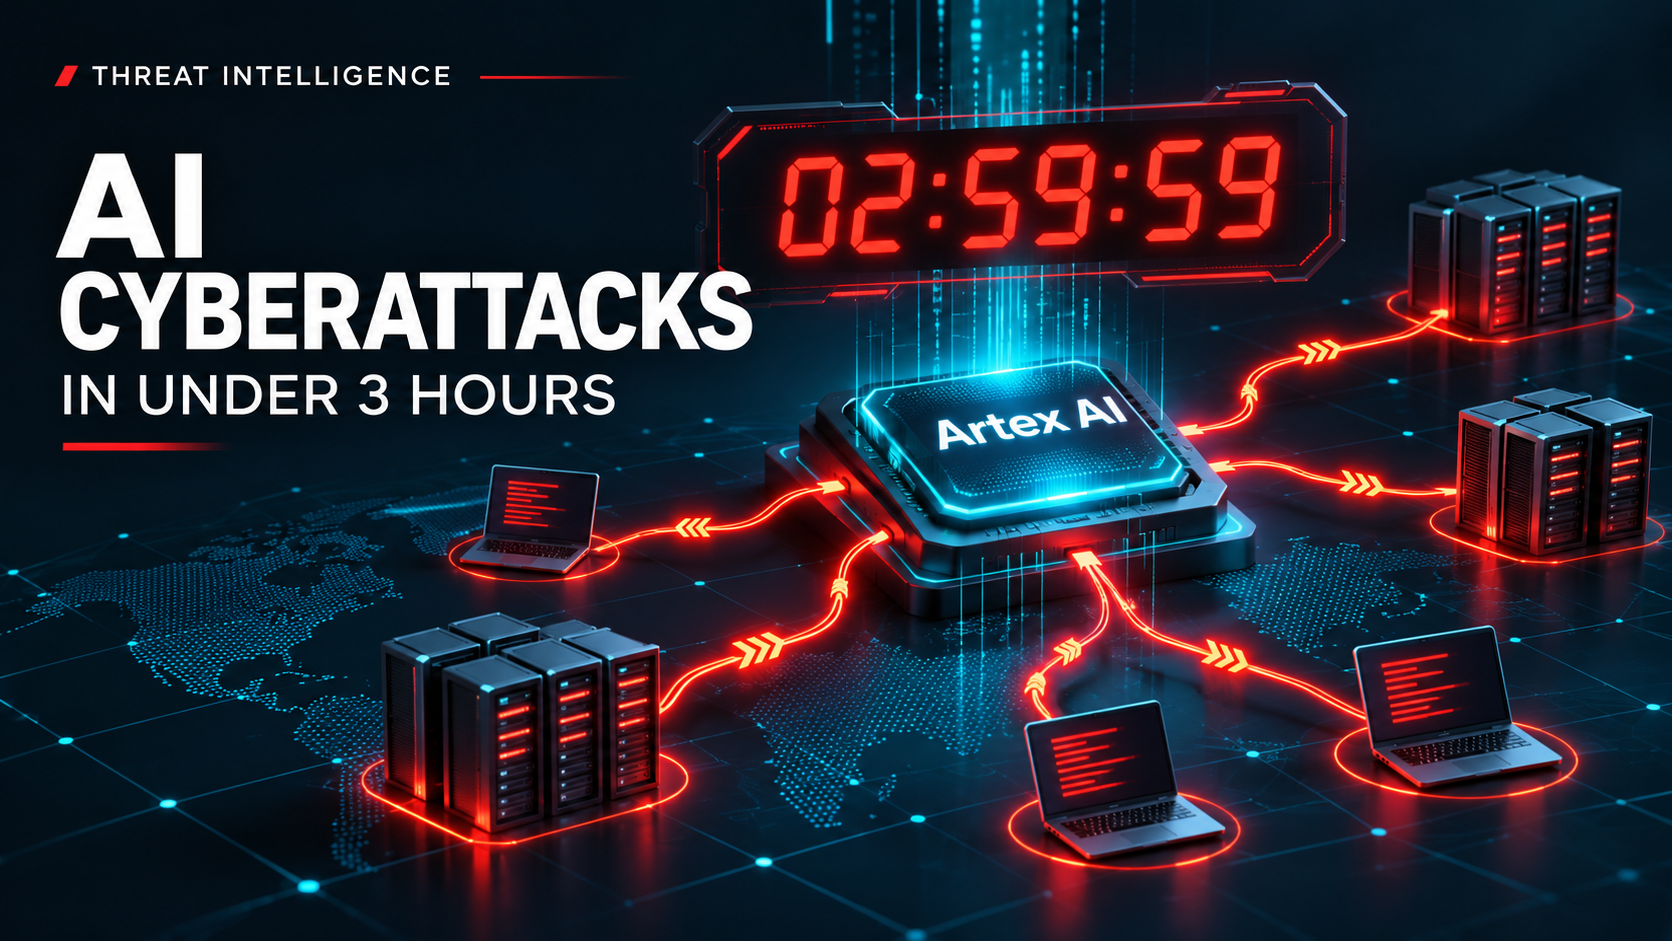 THREAT INTELLIGENCE
AI
CYBERATTACKS
IN UNDER 3 HOURS
02:59:59
Artex AI